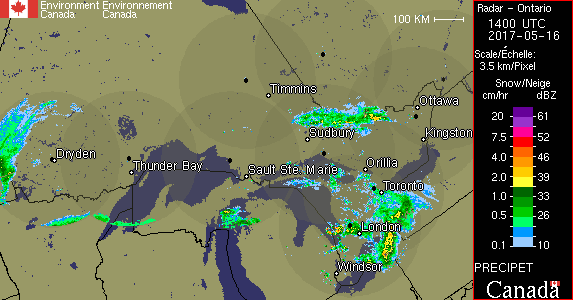 Environment Environnement
Canada Canada
100 KM
Timmins
Ottawa
Sudbury
Kingston
Dryden
Thunder Bay
Sault Ste. Marie
Orillia
Toronto
London
Windsor
Radar - Ontario
1400 UTC
2017-05-16
Scale/Échelle:
3.5 km/Pixel
Snow/Neige
cm/hr dBZ
20 61
7.5 52
4.0 46
2.0 39
1.0 33
0.5 26
0.1 10
PRECIPET
Canada